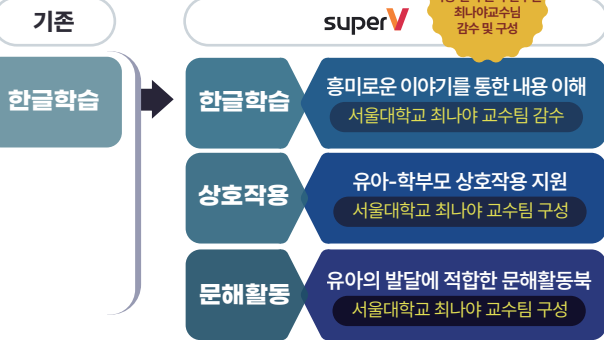 기존
superV
최나야교수님
감수 및 구성
한글학습
한글학습
흥미로운 이야기를 통한 내용 이해
서울대학교 최나야 교수팀 감수
상호작용
유아-학부모 상호작용 지원
서울대학교 최나야 교수팀 구성
문해활동
유아의 발달에 적합한 문해활동북
서울대학교 최나야 교수팀 구성